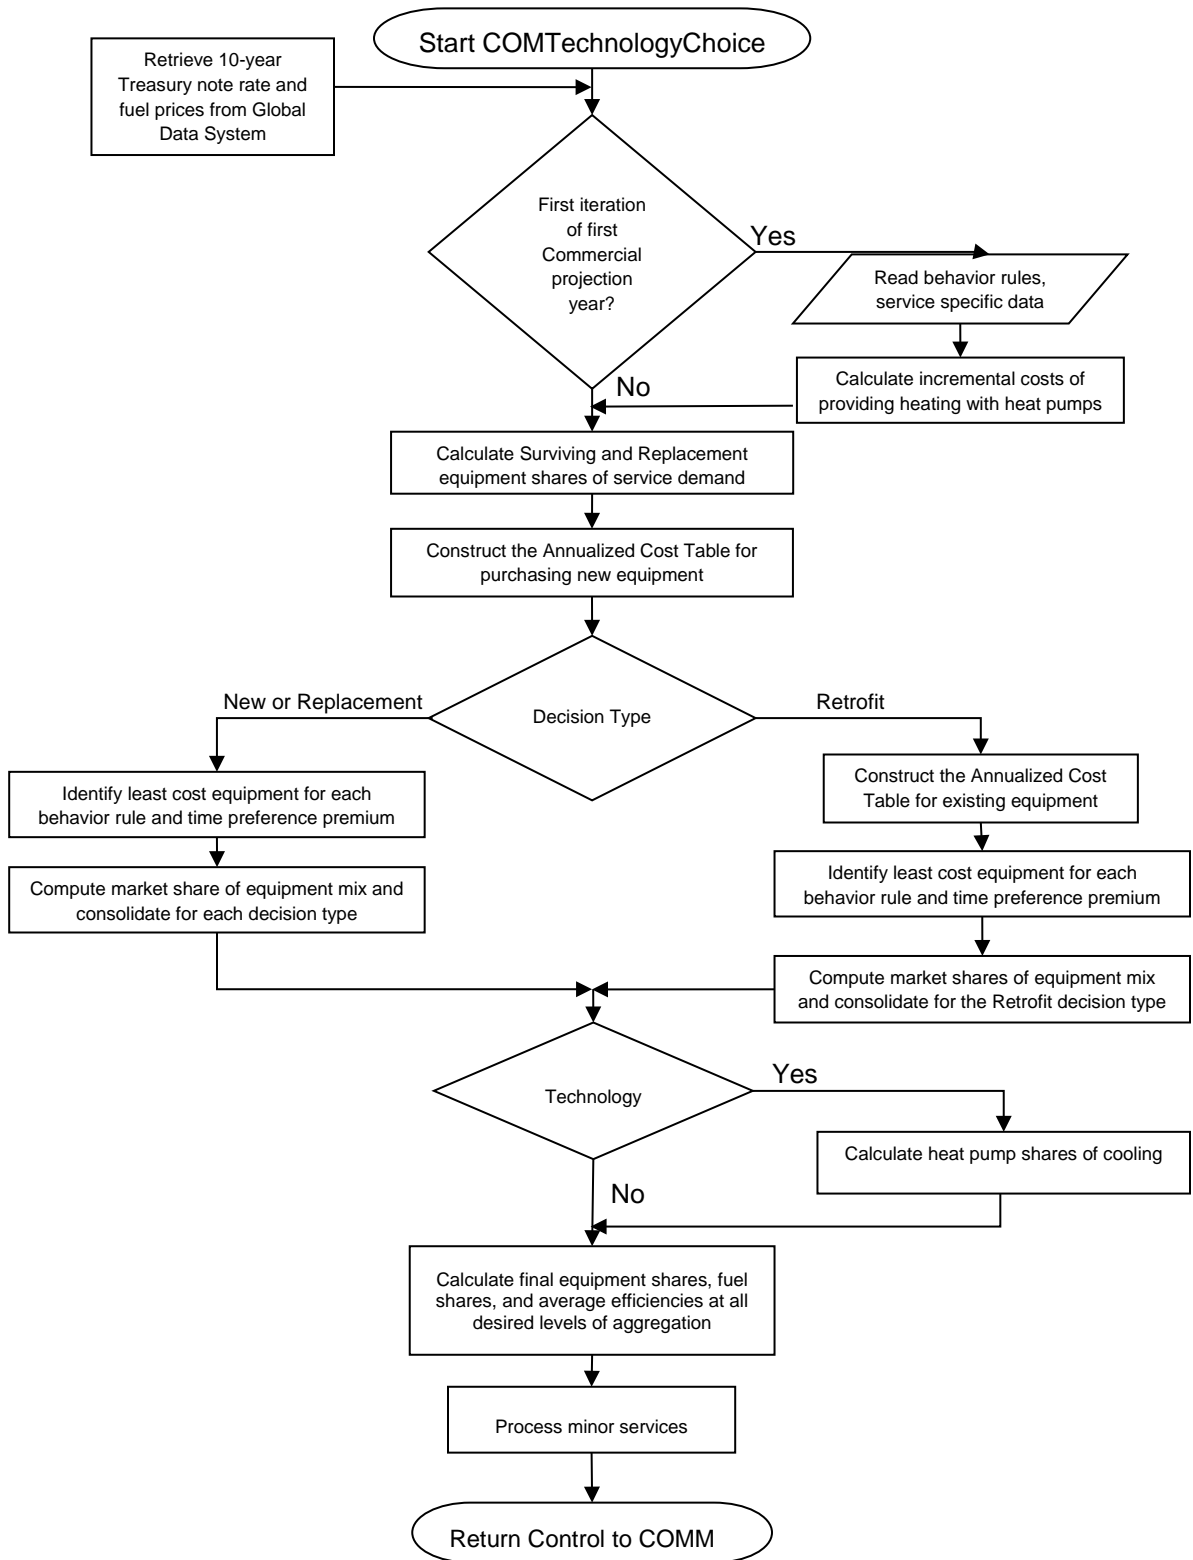 Start COMTechnologyChoice
Retrieve 10-year
Treasury note rate and
fuel prices from Global
Data System
First iteration
of first
Commercial
projection
year?
Yes
Read behavior rules,
service specific data
Calculate incremental costs of
providing heating with heat pumps
No
Calculate Surviving and Replacement
equipment shares of service demand
Construct the Annualized Cost Table for
purchasing new equipment
Decision Type
New or Replacement
Retrofit
Identify least cost equipment for each
behavior rule and time preference premium
Compute market share of equipment mix and
consolidate for each decision type
Construct the Annualized Cost
Table for existing equipment
Identify least cost equipment for each
behavior rule and time preference premium
Compute market shares of equipment mix
and consolidate for the Retrofit decision type
Technology
Yes
Calculate heat pump shares of cooling
No
Calculate final equipment shares, fuel
shares, and average efficiencies at all
desired levels of aggregation
Process minor services
Return Control to COMM